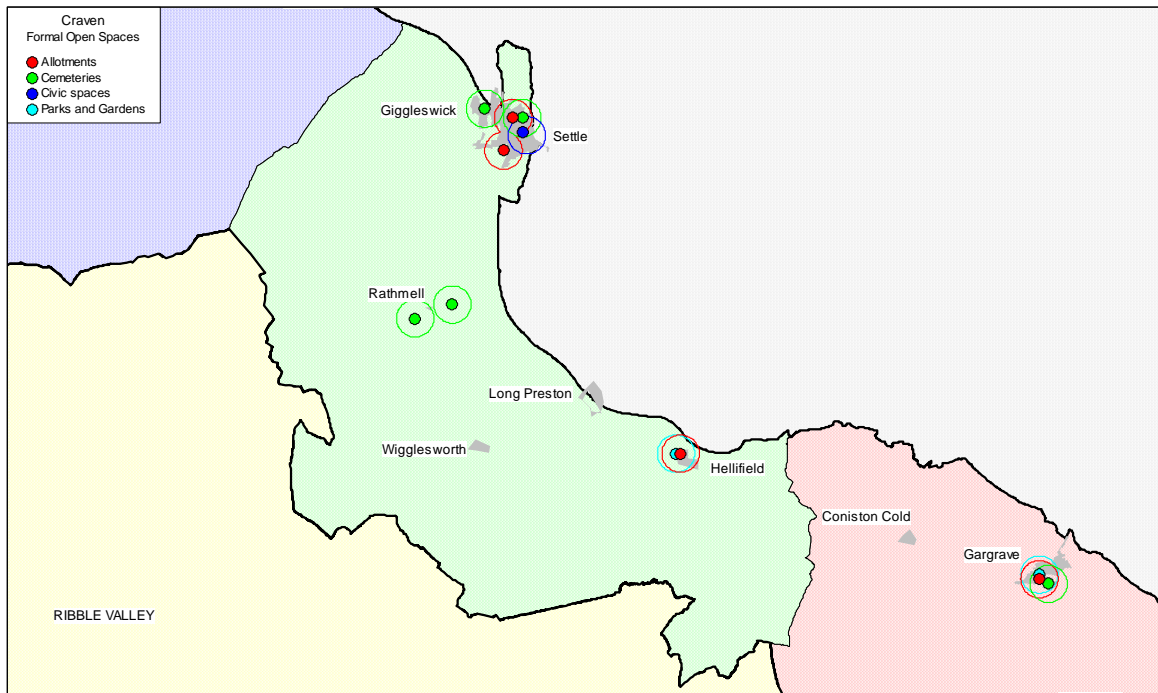 Craven
Formal Open Spaces
Allotments
Cemeteries
Civic spaces
Parks and Gardens
Giggleswick
Settle
Rathmell
Long Preston
Wigglesworth
Hellifield
Coniston Cold
Gargrave
RIBBLE VALLEY